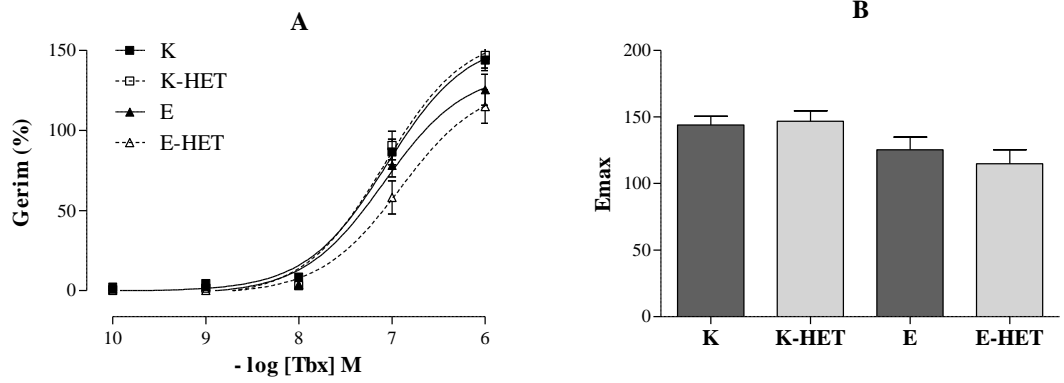 A
150
100
50
0
Gerim (%)
K
K-HET
E
E-HET
10 9 8 7 6
- log [Tbx] M
B
200
150
100
50
0
Emax
K K-HET E E-HET